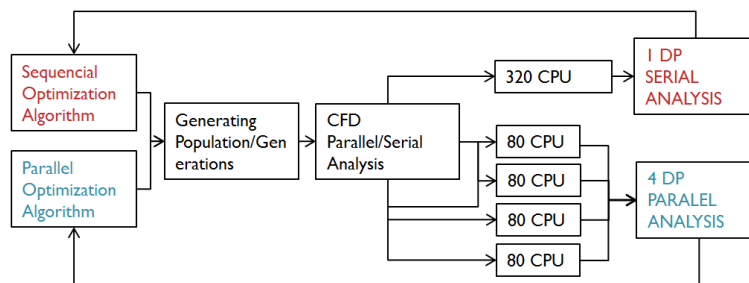 Sequencial
Optimization
Algorithm
Parallel
Optimization
Algorithm
Generating
Population/Gen
erations
CFD
Parallel/Serial
Analysis
320 CPU
80 CPU
80 CPU
80 CPU
80 CPU
1 DP
SERIAL
ANALYSIS
4 DP
PARALEL
ANALYSIS